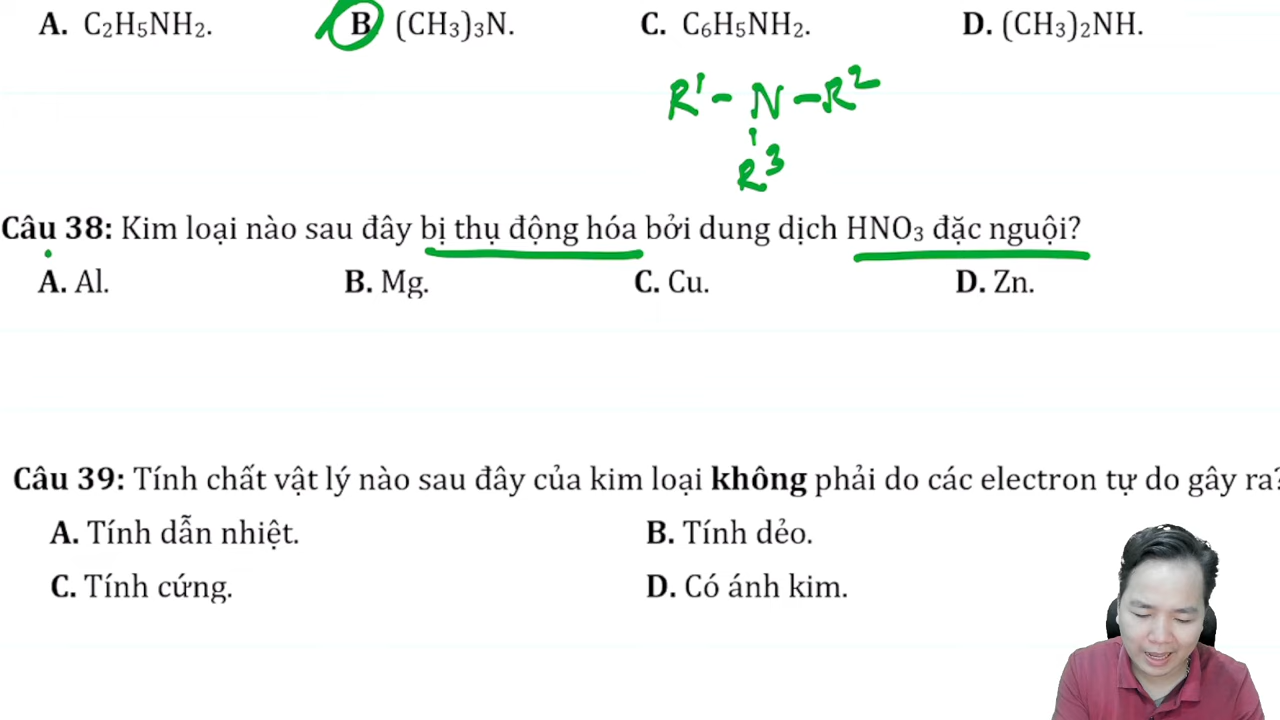 A. C₂H₅NH₂. B (CH₃)₃N. C. C₆H₅NH₂. D. (CH₃)₂NH.
R¹ - N - R²
R³
Câu 38: Kim loại nào sau đây bị thụ động hóa bởi dung dịch HNO₃ đặc nguội?
A. Al. B. Mg. C. Cu. D. Zn.
Câu 39: Tính chất vật lý nào sau đây của kim loại không phải do các electron tự do gây ra?
A. Tính dẫn nhiệt. B. Tính dẻo.
C. Tính cứng. D. Có ánh kim.